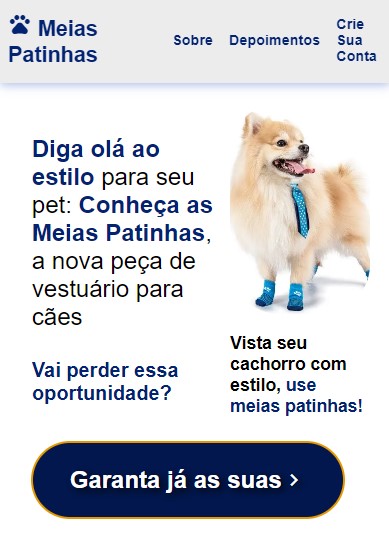 Meias
Patinhas
Sobre
Depoimentos
Crie
Sua
Conta
Diga olá ao
estilo para seu
pet: Conheça as
Meias Patinhas,
a nova peça de
vestuário para
cães
Vai perder essa
oportunidade?
Vista seu
cachorro com
estilo, use
meias patinhas!
Garanta já as suas ›